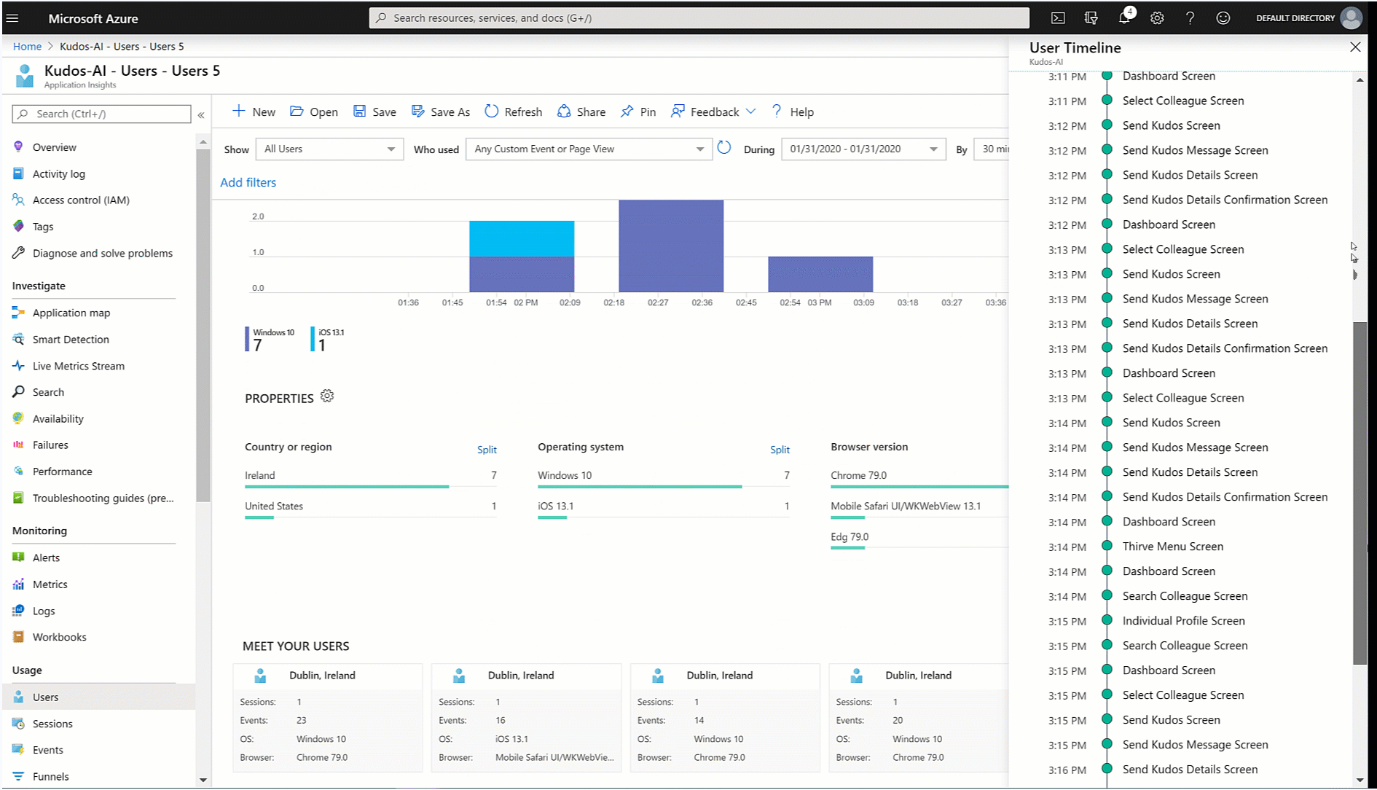 Microsoft Azure
Search resources, services, and docs (G+/)
4
DEFAULT DIRECTORY
Home > Kudos-AI - Users - Users 5
Kudos-AI - Users - Users 5
Application Insights
Search (Ctrl+/)
«
Overview
Activity log
Access control (IAM)
Tags
Diagnose and solve problems
Investigate
Application map
Smart Detection
Live Metrics Stream
Search
Availability
Failures
Performance
Troubleshooting guides (pre...
Monitoring
Alerts
Metrics
Logs
Workbooks
Usage
Users
Sessions
Events
Funnels
New Open Save Save As Refresh Share Pin Feedback Help
Show All Users Who used Any Custom Event or Page View During 01/31/2020 - 01/31/2020 By 30 min
Add filters
2.0
1.0
0.0
01:36 01:45 01:54 02 PM 02:09 02:18 02:27 02:36 02:45 02:54 03 PM 03:09 03:18 03:27 03:36
Windows 10 iOS 13.1
7 1
PROPERTIES
Country or region Split
Ireland 7
United States 1
Operating system Split
Windows 10 7
iOS 13.1 1
Browser version
Chrome 79.0
Mobile Safari UI/WKWebView 13.1
Edg 79.0
MEET YOUR USERS
Dublin, Ireland
Sessions: 1
Events: 23
OS: Windows 10
Browser: Chrome 79.0
Dublin, Ireland
Sessions: 1
Events: 16
OS: iOS 13.1
Browser: Mobile Safari UI/WKWebVie...
Dublin, Ireland
Sessions: 1
Events: 14
OS: Windows 10
Browser: Chrome 79.0
Dublin, Ireland
Sessions: 1
Events: 20
OS: Windows 10
Browser: Chrome 79.0
User Timeline
Kudos-AI
3:11 PM Dashboard Screen
3:11 PM Select Colleague Screen
3:12 PM Send Kudos Screen
3:12 PM Send Kudos Message Screen
3:12 PM Send Kudos Details Screen
3:12 PM Send Kudos Details Confirmation Screen
3:12 PM Dashboard Screen
3:13 PM Select Colleague Screen
3:13 PM Send Kudos Screen
3:13 PM Send Kudos Message Screen
3:13 PM Send Kudos Details Screen
3:13 PM Send Kudos Details Confirmation Screen
3:13 PM Dashboard Screen
3:13 PM Select Colleague Screen
3:14 PM Send Kudos Screen
3:14 PM Send Kudos Message Screen
3:14 PM Send Kudos Details Screen
3:14 PM Send Kudos Details Confirmation Screen
3:14 PM Dashboard Screen
3:14 PM Thirve Menu Screen
3:14 PM Dashboard Screen
3:14 PM Search Colleague Screen
3:15 PM Individual Profile Screen
3:15 PM Search Colleague Screen
3:15 PM Dashboard Screen
3:15 PM Select Colleague Screen
3:15 PM Send Kudos Screen
3:15 PM Send Kudos Message Screen
3:16 PM Send Kudos Details Screen